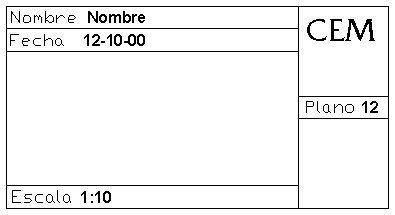 Nombre Nombre
Fecha 12-10-00
CEM
Plano 12
Escala 1:10